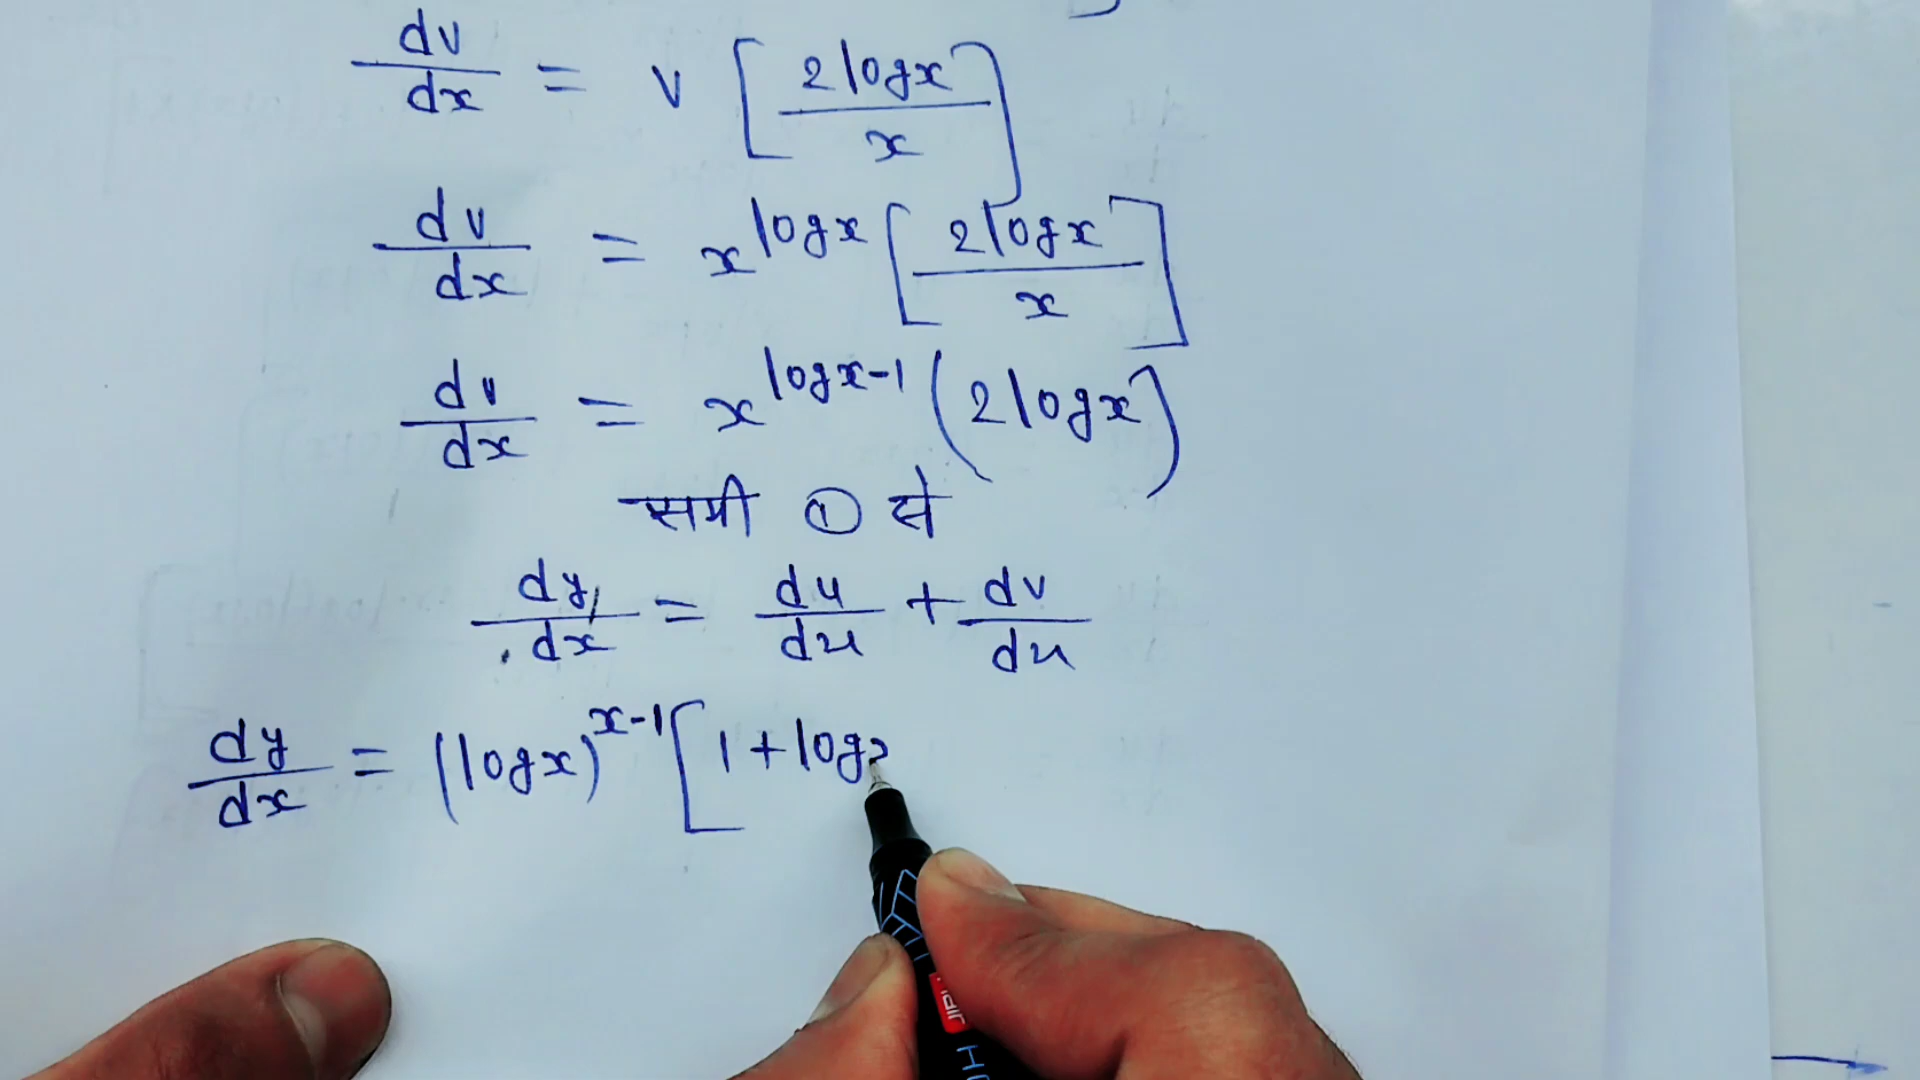 dv/dx = v [2logx/x]
dv/dx = x^logx [2logx/x]
dv/dx = x^logx-1 (2logx)
समी ① से
dy/dx = du/dx + dv/dx
dy/dx = (logx)^x-1 [1+logx